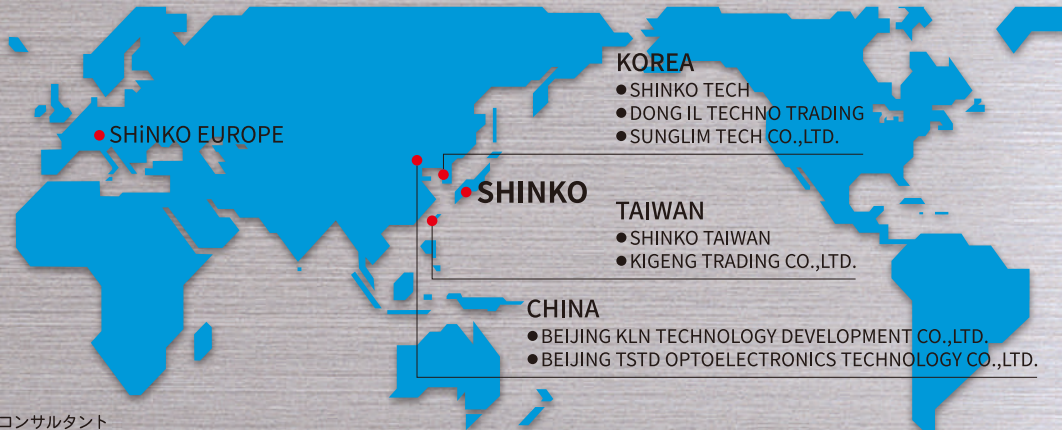 KOREA
●SHINKO TECH
●DONG IL TECHNO TRADING
●SUNGLIM TECH CO.,LTD.
SHiNKO EUROPE
SHINKO
TAIWAN
●SHINKO TAIWAN
●KIGENG TRADING CO.,LTD.
CHINA
●BEIJING KLN TECHNOLOGY DEVELOPMENT CO.,LTD.
●BEIJING TSTD OPTOELECTRONICS TECHNOLOGY CO.,LTD.
コンサルタント